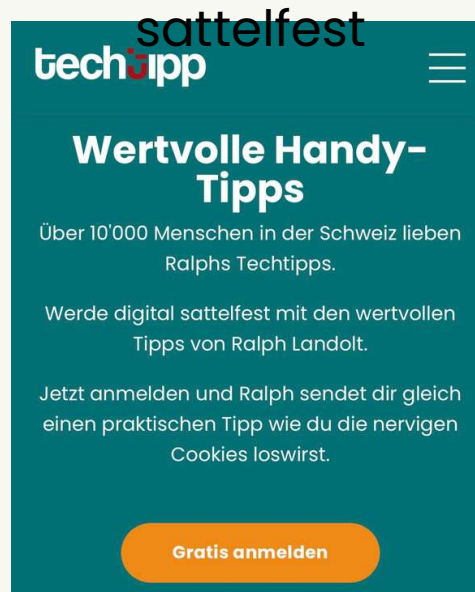 sattelfest
techtipp
Wertvolle Handy-
Tipps
Über 10'000 Menschen in der Schweiz lieben
Ralphs Techtipps.
Werde digital sattelfest mit den wertvollen
Tipps von Ralph Landolt.
Jetzt anmelden und Ralph sendet dir gleich
einen praktischen Tipp wie du die nervigen
Cookies loswirst.
Gratis anmelden